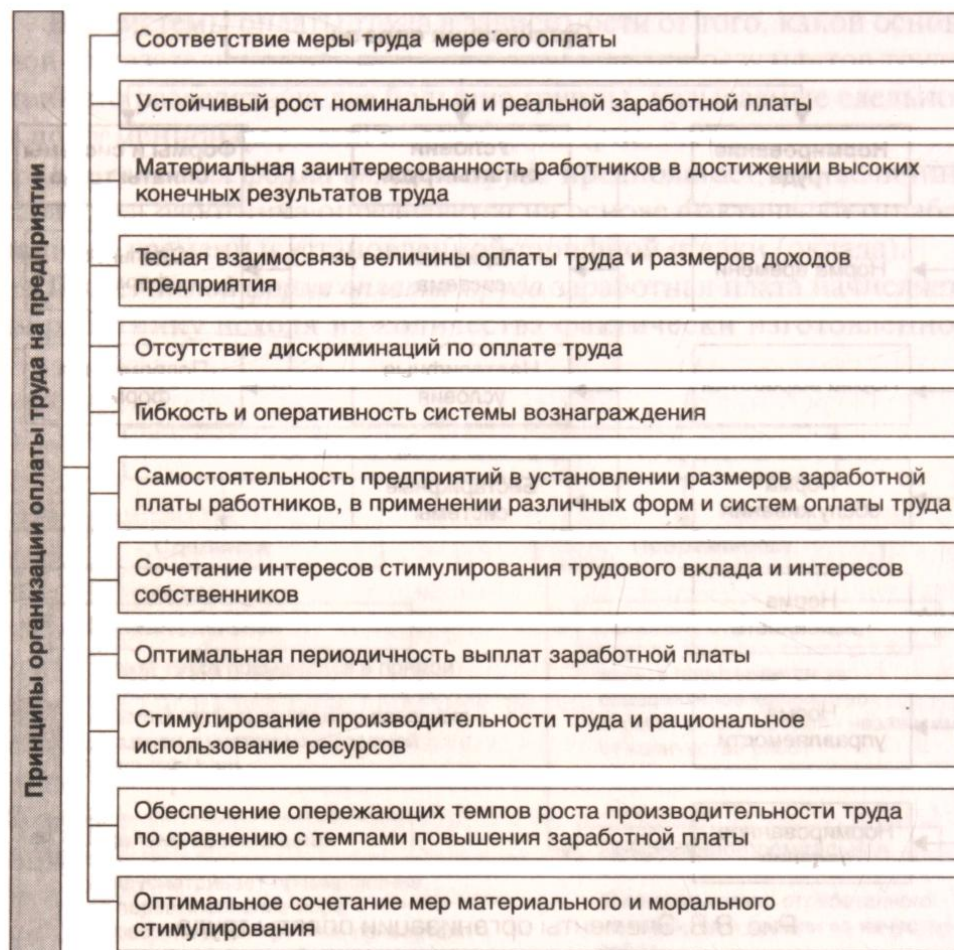 Принципы организации оплаты труда на предприятии
Соответствие меры труда мере его оплаты
Устойчивый рост номинальной и реальной заработной платы
Материальная заинтересованность работников в достижении высоких
конечных результатов труда
Тесная взаимосвязь величины оплаты труда и размеров доходов
предприятия
Отсутствие дискриминаций по оплате труда
Гибкость и оперативность системы вознаграждения
Самостоятельность предприятий в установлении размеров заработной
платы работников, в применении различных форм и систем оплаты труда
Сочетание интересов стимулирования трудового вклада и интересов
собственников
Оптимальная периодичность выплат заработной платы
Стимулирование производительности труда и рациональное
использование ресурсов
Обеспечение опережающих темпов роста производительности труда
по сравнению с темпами повышения заработной платы
Оптимальное сочетание мер материального и морального
стимулирования